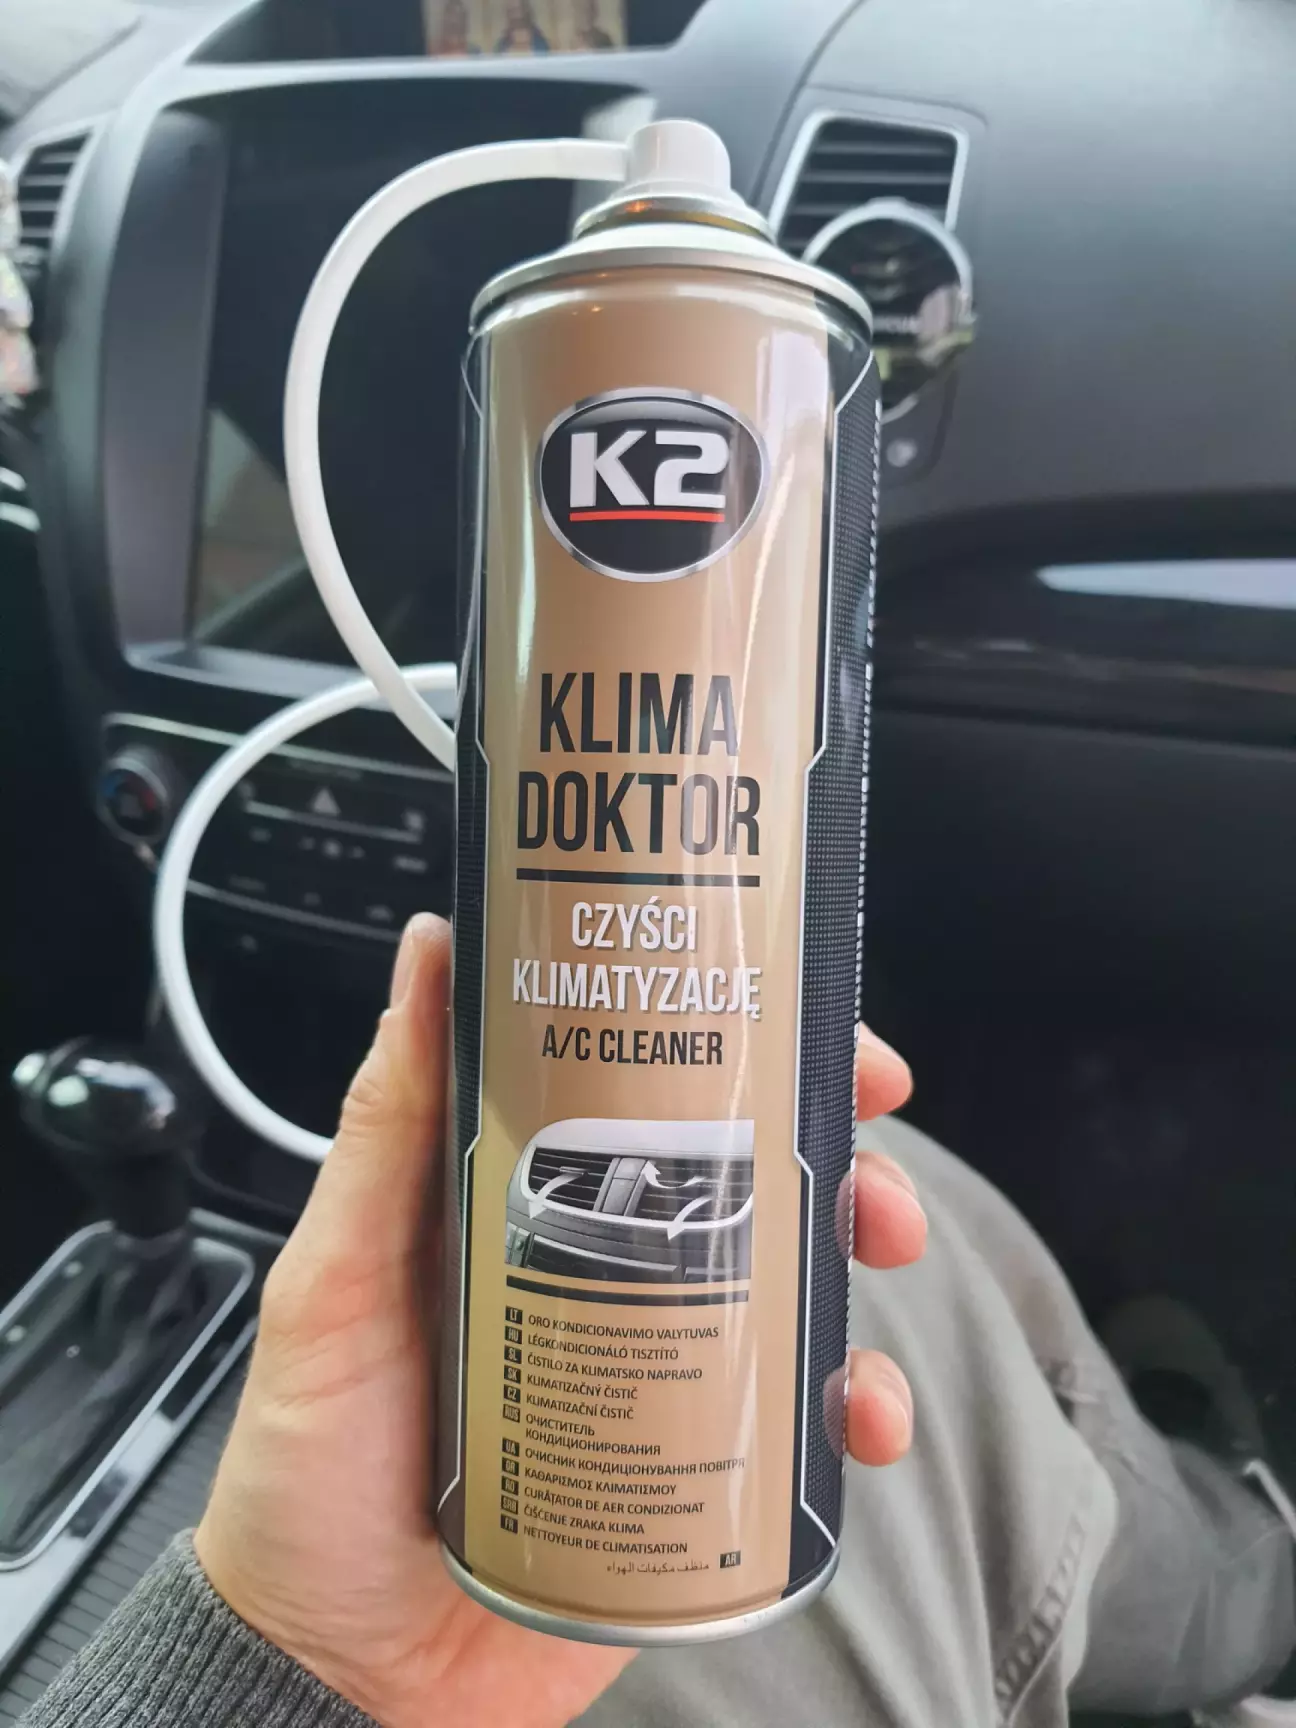 K2
KLIMA
DOKTOR
CZYŚCI
KLIMATYZACJĘ
A/C CLEANER
LT ORO KONDICIONAVIMO VALYTUVAS
HU LÉGKONDICIONÁLÓ TISZTÍTÓ
SL ČISTILO ZA KLIMATSKO NAPRAVO
SK KLIMATIZAČNÝ ČISTIČ
CZ KLIMATIZAČNÍ ČISTIČ
RUS ОЧИСТИТЕЛЬ
КОНДИЦИОНИРОВАНИЯ
UA ОЧИСНИК КОНДИЦІОНУВАННЯ ПОВІТРЯ
GR ΚΑΘΑΡΙΣΜΟΣ ΚΛΙΜΑΤΙΣΜΟΥ
RO CURĂȚATOR DE AER CONDIZIONAT
SRB ČIŠĆENJE ZRAKA KLIMA
FR NETTOYEUR DE CLIMATISATION
منظف مكيفات الهواء AR